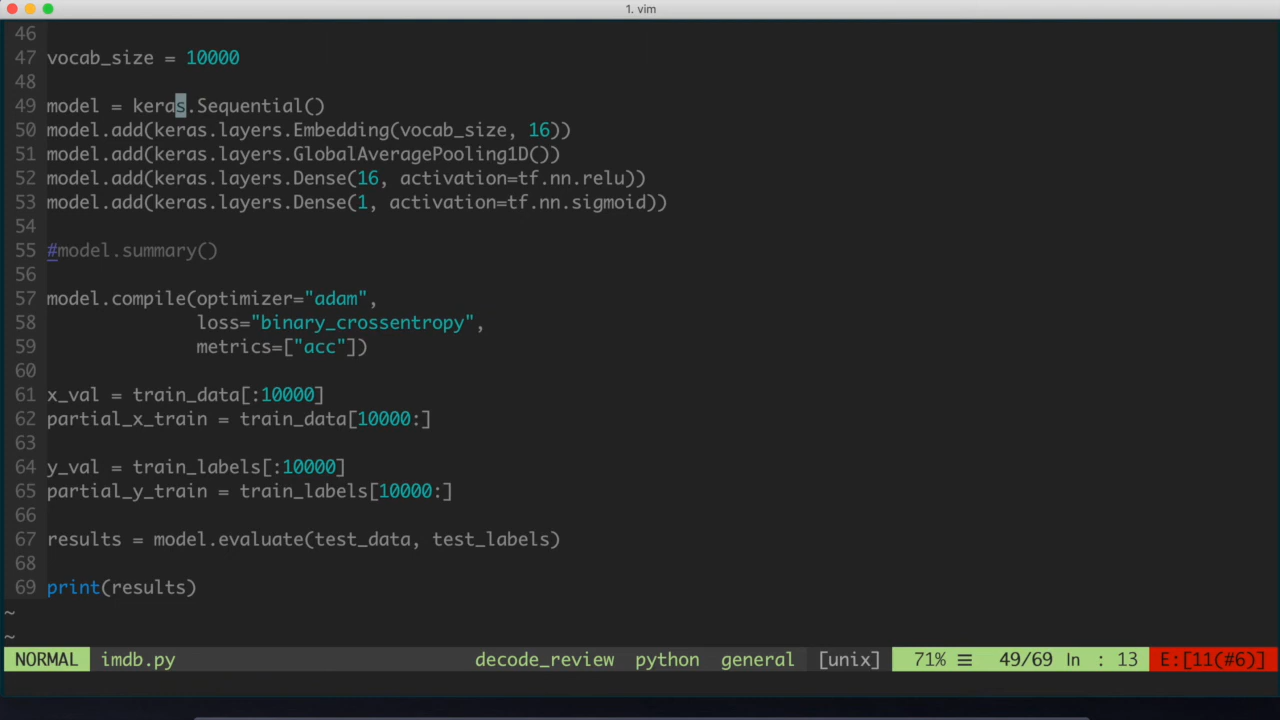 1. vim
46
47 vocab_size = 10000
48
49 model = keras.Sequential()
50 model.add(keras.layers.Embedding(vocab_size, 16))
51 model.add(keras.layers.GlobalAveragePooling1D())
52 model.add(keras.layers.Dense(16, activation=tf.nn.relu))
53 model.add(keras.layers.Dense(1, activation=tf.nn.sigmoid))
54
55 #model.summary()
56
57 model.compile(optimizer="adam",
58               loss="binary_crossentropy",
59               metrics=["acc"])
60
61 x_val = train_data[:10000]
62 partial_x_train = train_data[10000:]
63
64 y_val = train_labels[:10000]
65 partial_y_train = train_labels[10000:]
66
67 results = model.evaluate(test_data, test_labels)
68
69 print(results)
~
~
NORMAL imdb.py decode_review python general [unix] 71% ☰ 49/69 ln : 13 E:[11(#6)]